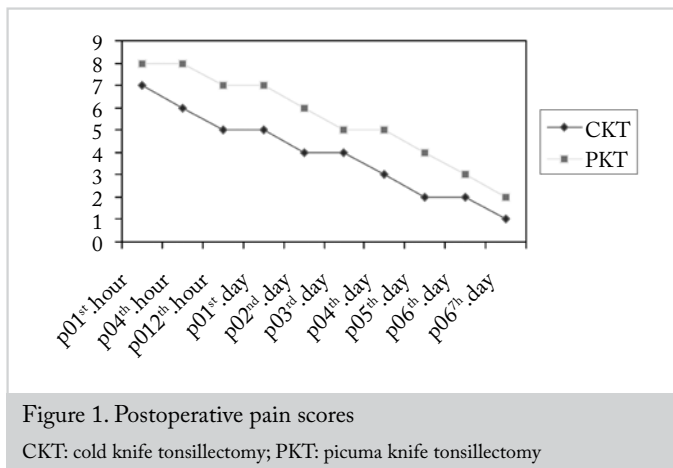 9
8
7
6
5
4
3
2
1
0
p01st.hour
p04th.hour
p012th.hour
p01st.day
p02nd.day
p03rd.day
p04th.day
p05th.day
p06th.day
p067h.day
CKT
PKT
Figure 1. Postoperative pain scores
CKT: cold knife tonsillectomy; PKT: picuma knife tonsillectomy